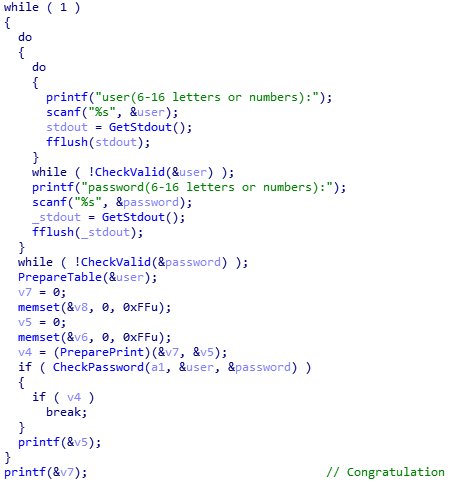 while ( 1 )
{
  do
  {
    do
    {
      printf("user(6-16 letters or numbers):");
      scanf("%s", &user);
      stdout = GetStdout();
      fflush(stdout);
    }
    while ( !CheckValid(&user) );
    printf("password(6-16 letters or numbers):");
    scanf("%s", &password);
    _stdout = GetStdout();
    fflush(_stdout);
  }
  while ( !CheckValid(&password) );
  PrepareTable(&user);
  v7 = 0;
  memset(&v8, 0, 0xFFu);
  v5 = 0;
  memset(&v6, 0, 0xFFu);
  v4 = (PreparePrint)(&v7, &v5);
  if ( CheckPassword(a1, &user, &password) )
  {
    if ( v4 )
      break;
  }
  printf(&v5);
}
printf(&v7);                                  // Congratulation